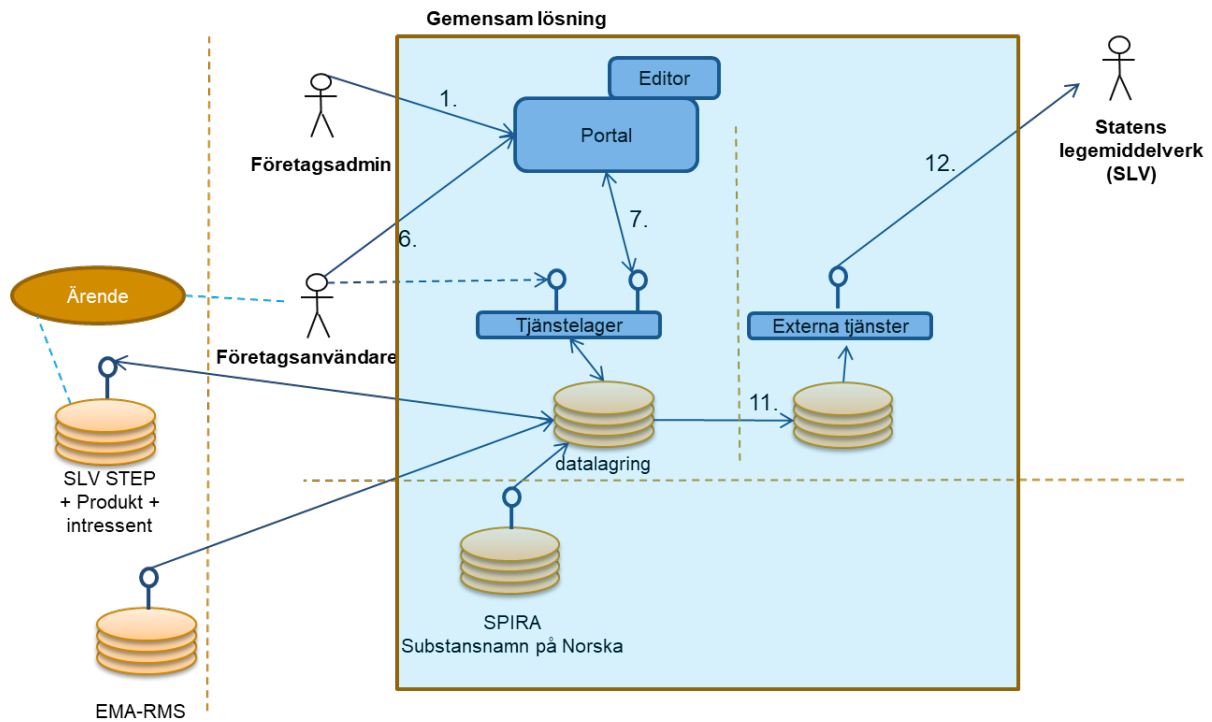 Gemensam lösning
Editor
1.
Portal
Företagsadmin
Statens
legemiddelverk
(SLV)
12.
7.
6.
Ärende
Tjänstelager
Externa tjänster
Företagsanvändare
11.
datalagring
SLV STEP
+ Produkt +
intressent
SPIRA
Substansnamn på Norska
EMA-RMS